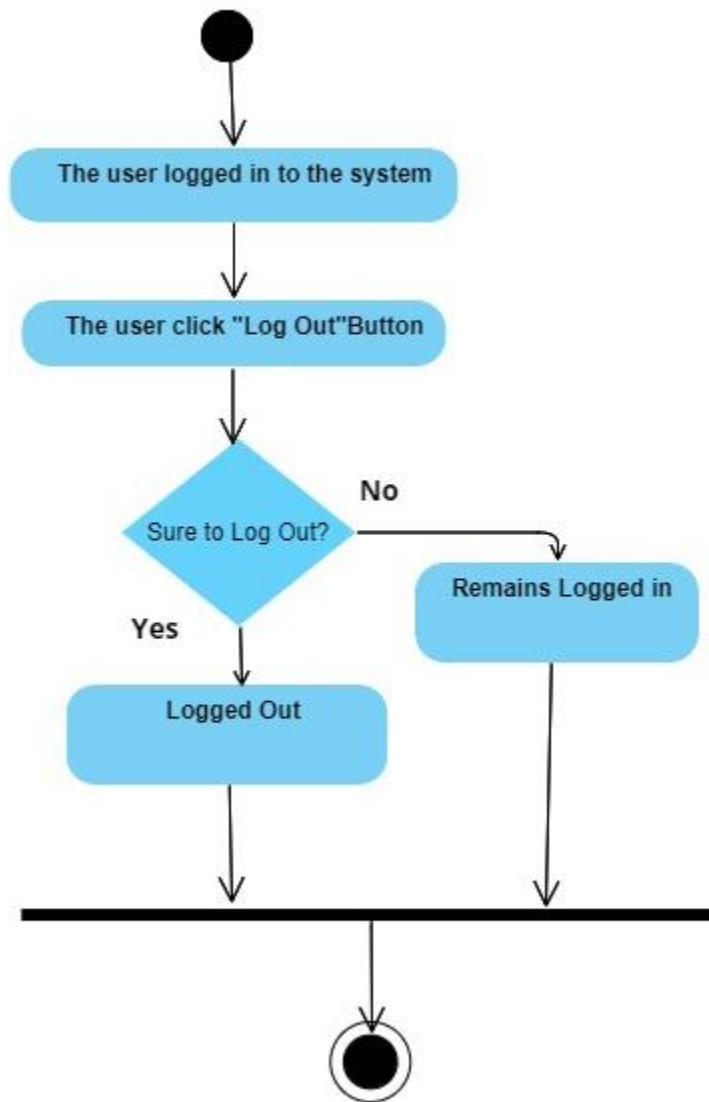 The user logged in to the system
The user click "Log Out"Button
No
Sure to Log Out?
Remains Logged in
Yes
Logged Out